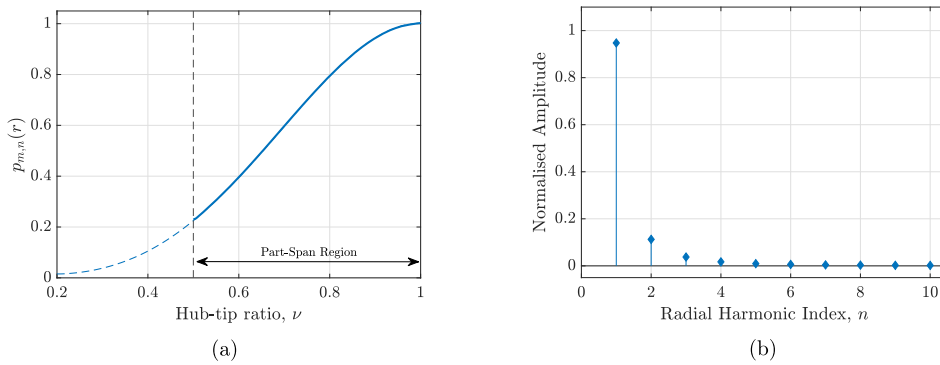 1
0.8
0.6
0.4
0.2
0
p_{m,n}(r)
Part-Span Region
0.2 0.4 0.6 0.8 1
Hub-tip ratio, ν
(a)
1
0.8
0.6
0.4
0.2
0
Normalised Amplitude
0 2 4 6 8 10
Radial Harmonic Index, n
(b)